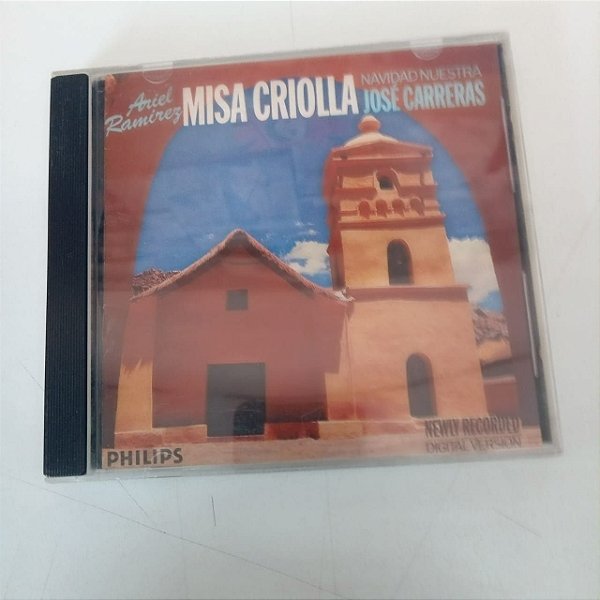 Ariel
Ramirez
MISA CRIOLLA
NAVIDAD NUESTRA
JOSÉ CARRERAS
NEWLY RECORDED
DIGITAL VERSION
PHILIPS